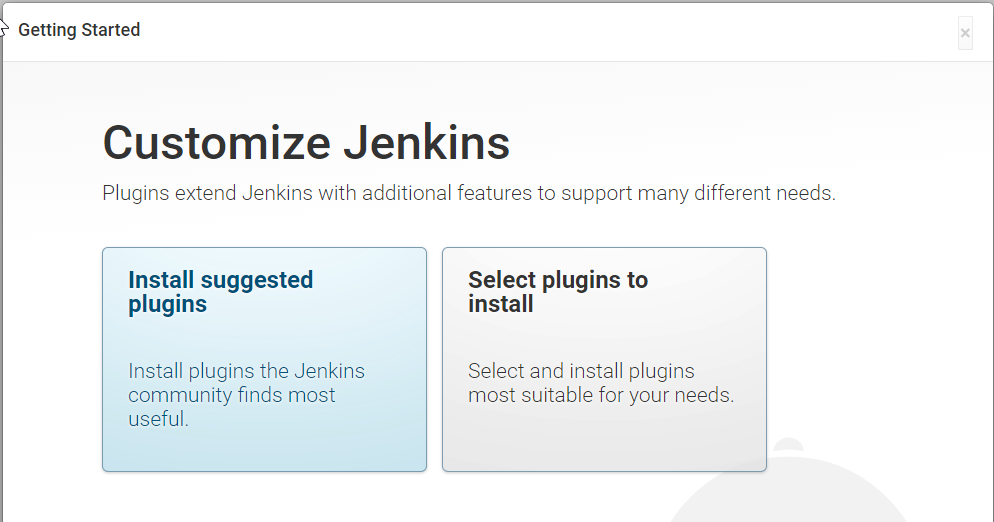 Getting Started
×
Customize Jenkins
Plugins extend Jenkins with additional features to support many different needs.
Install suggested
plugins
Install plugins the Jenkins
community finds most
useful.
Select plugins to
install
Select and install plugins
most suitable for your needs.